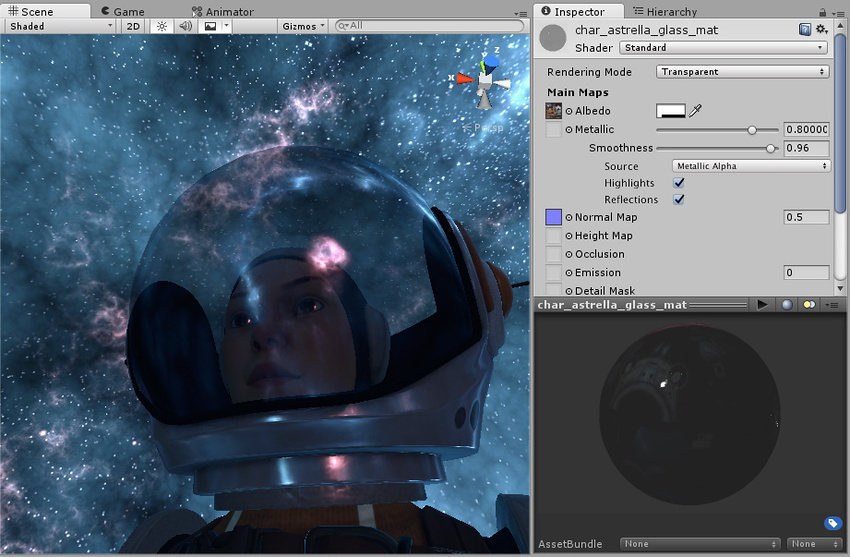 Scene
Game
Animator
Shaded
2D
Gizmos
All
x
z
Persp
Inspector
Hierarchy
char_astrella_glass_mat
Shader
Standard
Rendering Mode
Transparent
Main Maps
Albedo
Metallic
0.8000(
Smoothness
0.96
Source
Metallic Alpha
Highlights
Reflections
Normal Map
0.5
Height Map
Occlusion
Emission
0
Detail Mask
char_astrella_glass_mat
AssetBundle
None
None